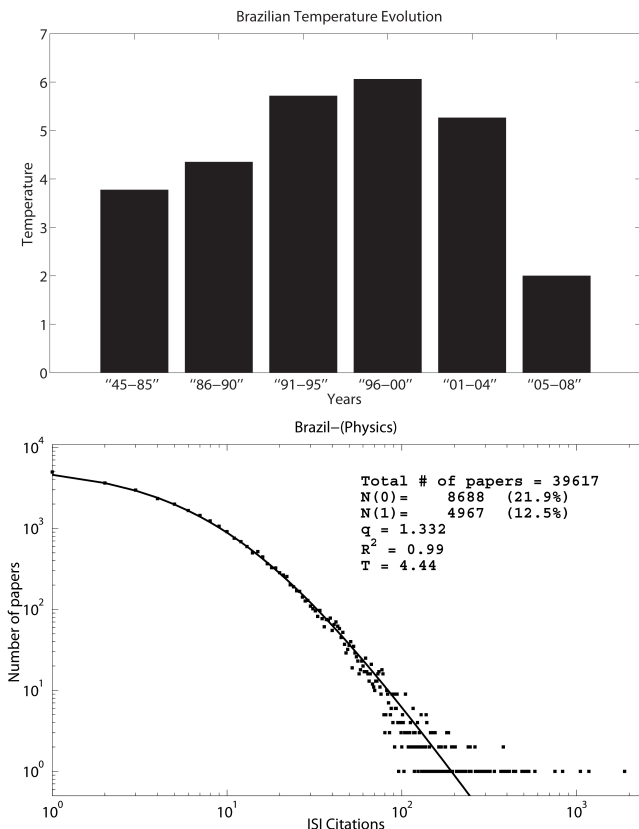 Brazilian Temperature Evolution
7
6
5
4
3
2
1
0
Temperature
“45−85” “86−90” “91−95” “96−00” “01−04” “05−08”
Years
Brazil−(Physics)
10^4
10^3
10^2
10^1
10^0
Number of papers
Total # of papers = 39617
N(0)= 8688 (21.9%)
N(1)= 4967 (12.5%)
q = 1.332
R^2 = 0.99
T = 4.44
10^0 10^1 10^2 10^3
ISI Citations